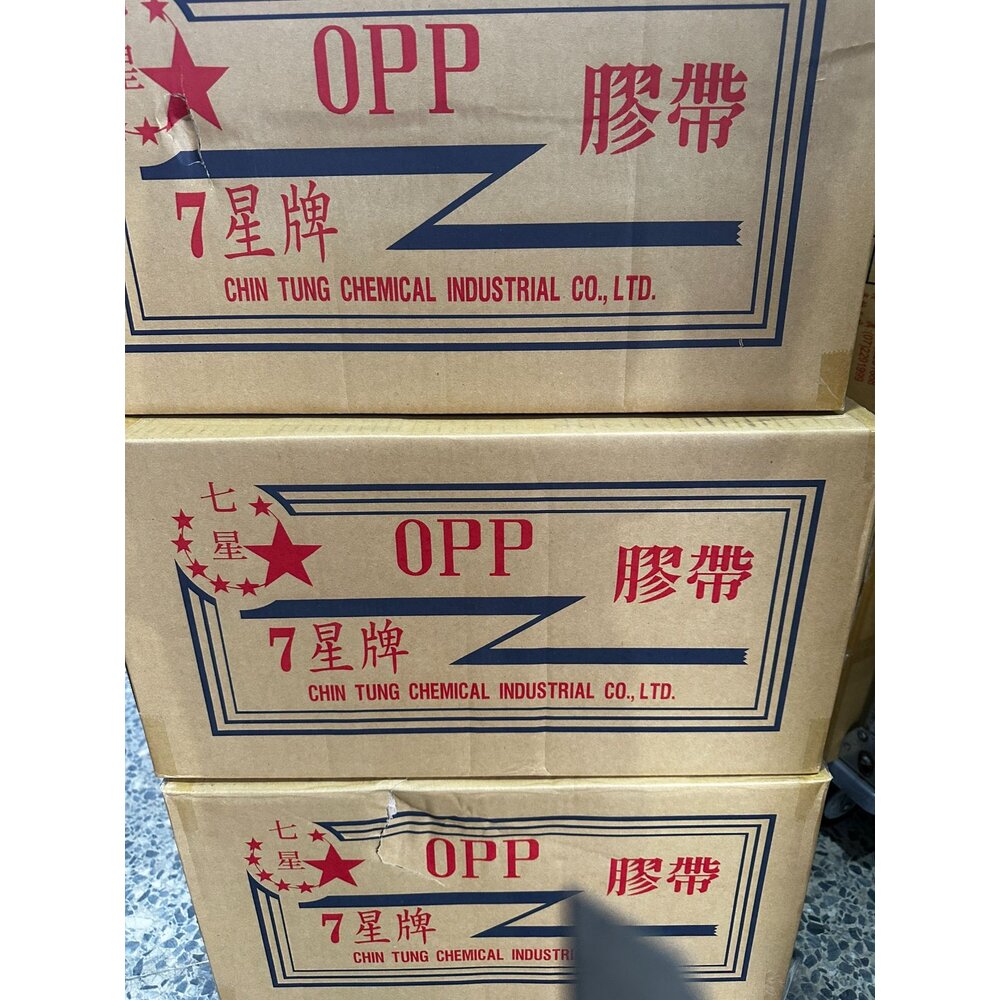 星
OPP
膠帶
7星牌
CHIN TUNG CHEMICAL INDUSTRIAL CO., LTD.
七
星
OPP
膠帶
7星牌
CHIN TUNG CHEMICAL INDUSTRIAL CO., LTD.
七
星
OPP
膠帶
7星牌
CHIN TUNG CHEMICAL